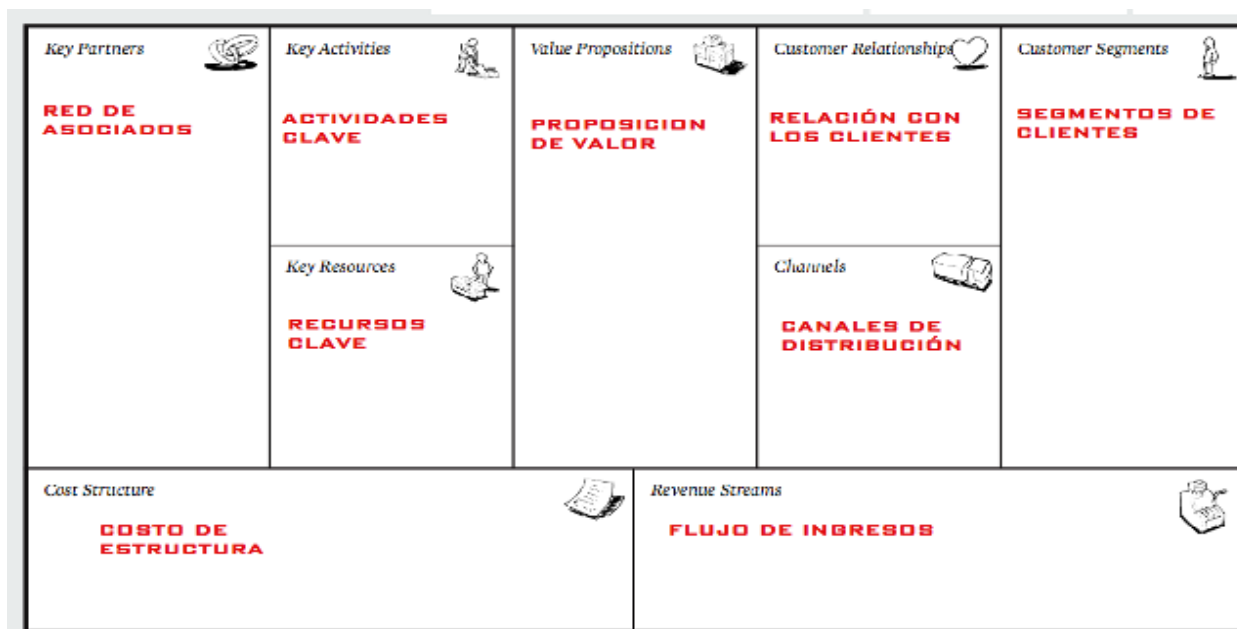 Key Partners
RED DE
ASOCIADOS
Key Activities
ACTIVIDADES
CLAVE
Key Resources
RECURSOS
CLAVE
Value Propositions
PROPOSICION
DE VALOR
Customer Relationships
RELACIÓN CON
LOS CLIENTES
Channels
CANALES DE
DISTRIBUCIÓN
Customer Segments
SEGMENTOS DE
CLIENTES
Cost Structure
COSTO DE
ESTRUCTURA
Revenue Streams
FLUJO DE INGRESOS